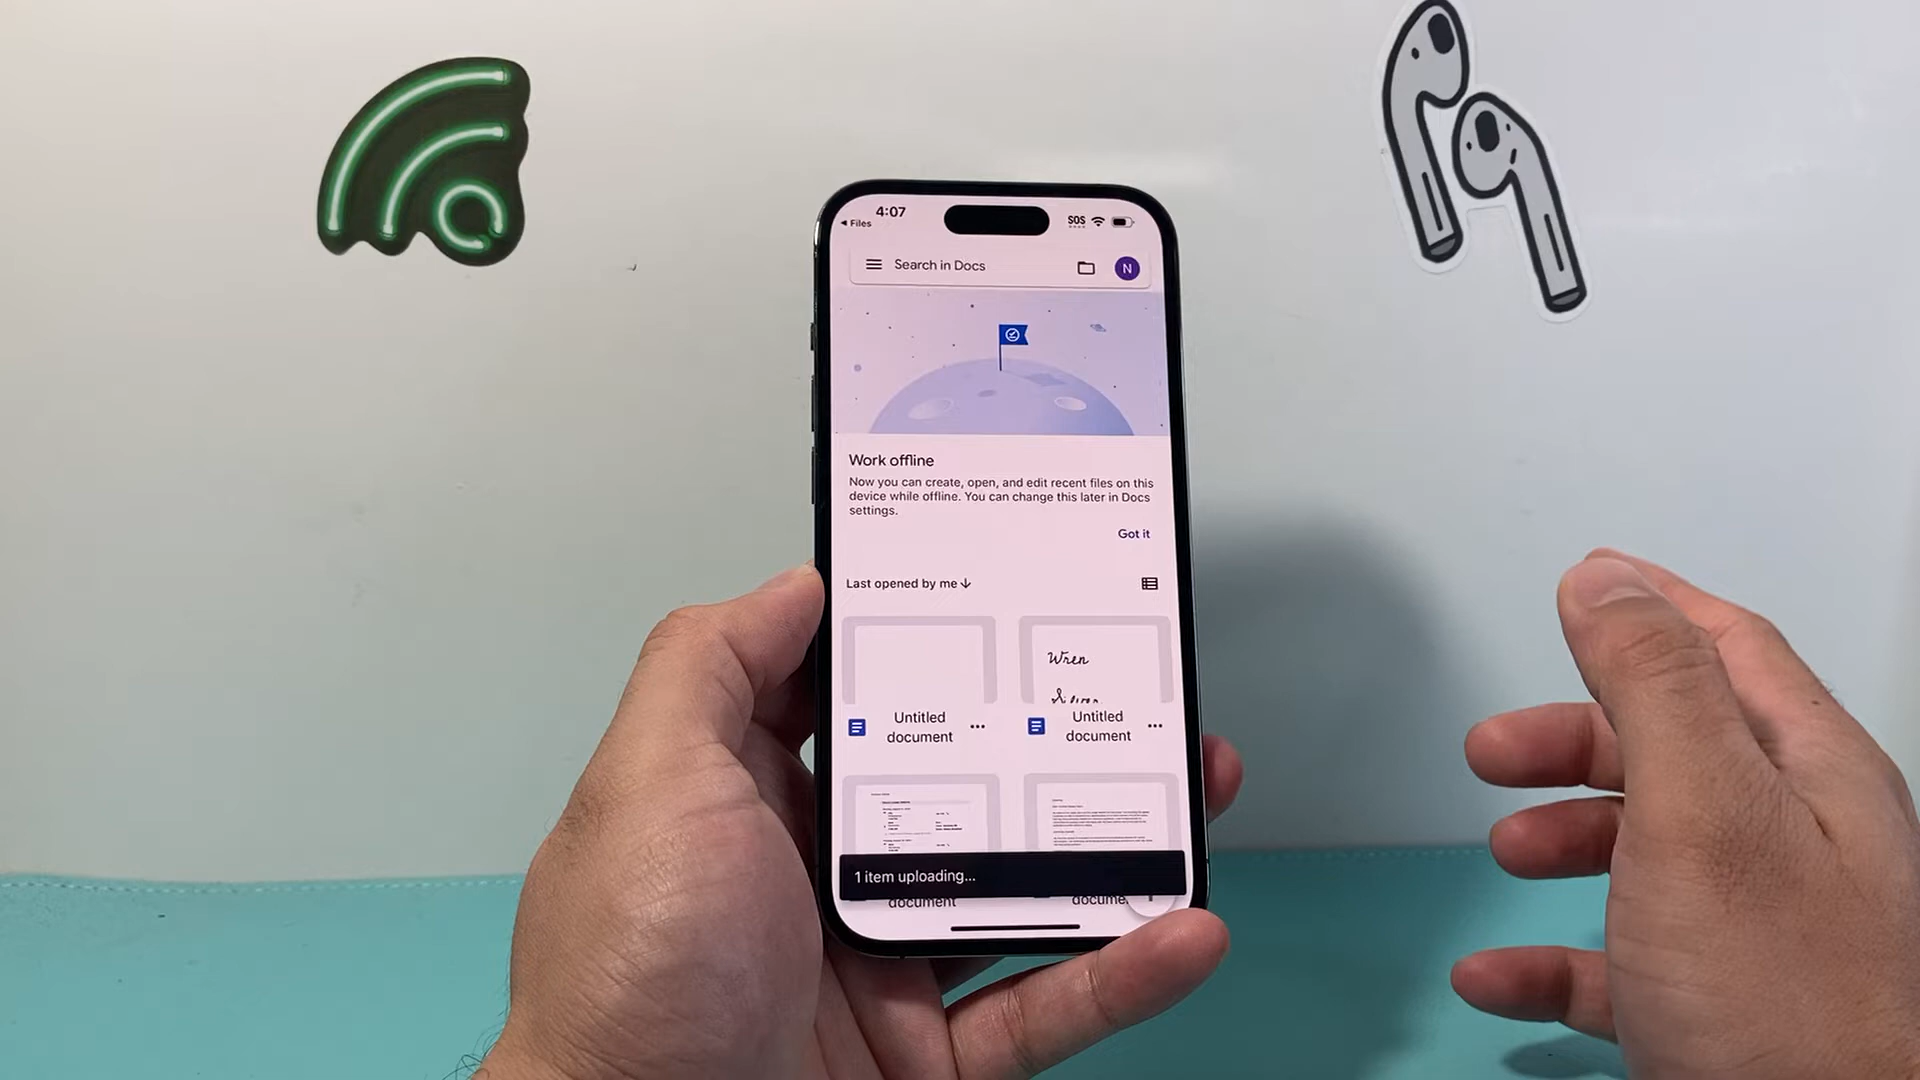 4:07
SOS
◀ Files
Search in Docs
N
Work offline
Now you can create, open, and edit recent files on this
device while offline. You can change this later in Docs
settings.
Got it
Last opened by me ↓
Wren
Untitled
document
Untitled
document
1 item uploading...
document